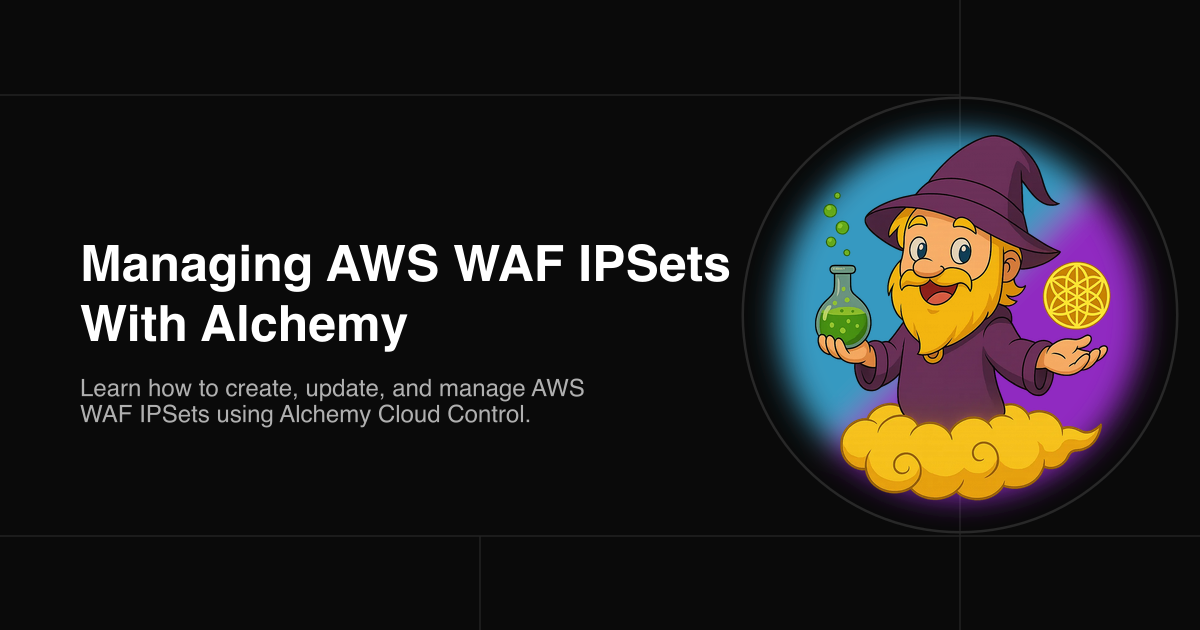 Managing AWS WAF IPSets
With Alchemy
Learn how to create, update, and manage AWS
WAF IPSets using Alchemy Cloud Control.